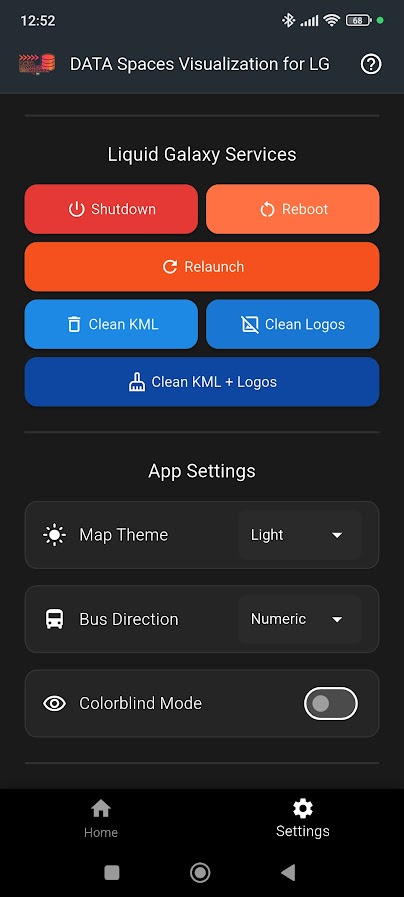 12:52
68
DATA Spaces Visualization for LG
Liquid Galaxy Services
Shutdown
Reboot
Relaunch
Clean KML
Clean Logos
Clean KML + Logos
App Settings
Map Theme
Light
Bus Direction
Numeric
Colorblind Mode
Home
Settings